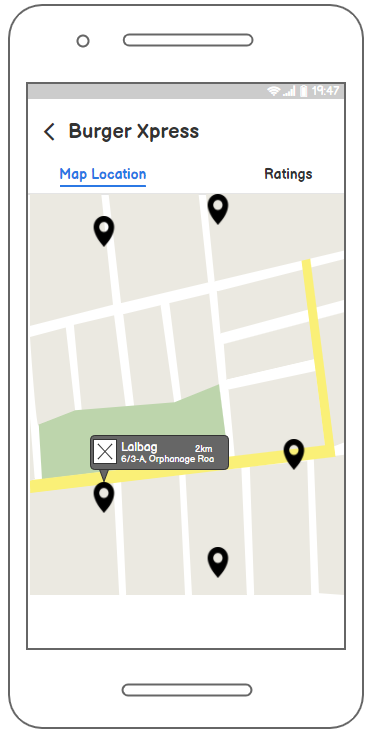 19:47
Burger Xpress
Map Location
Ratings
Lalbag
2km
6/3-A, Orphanage Roa